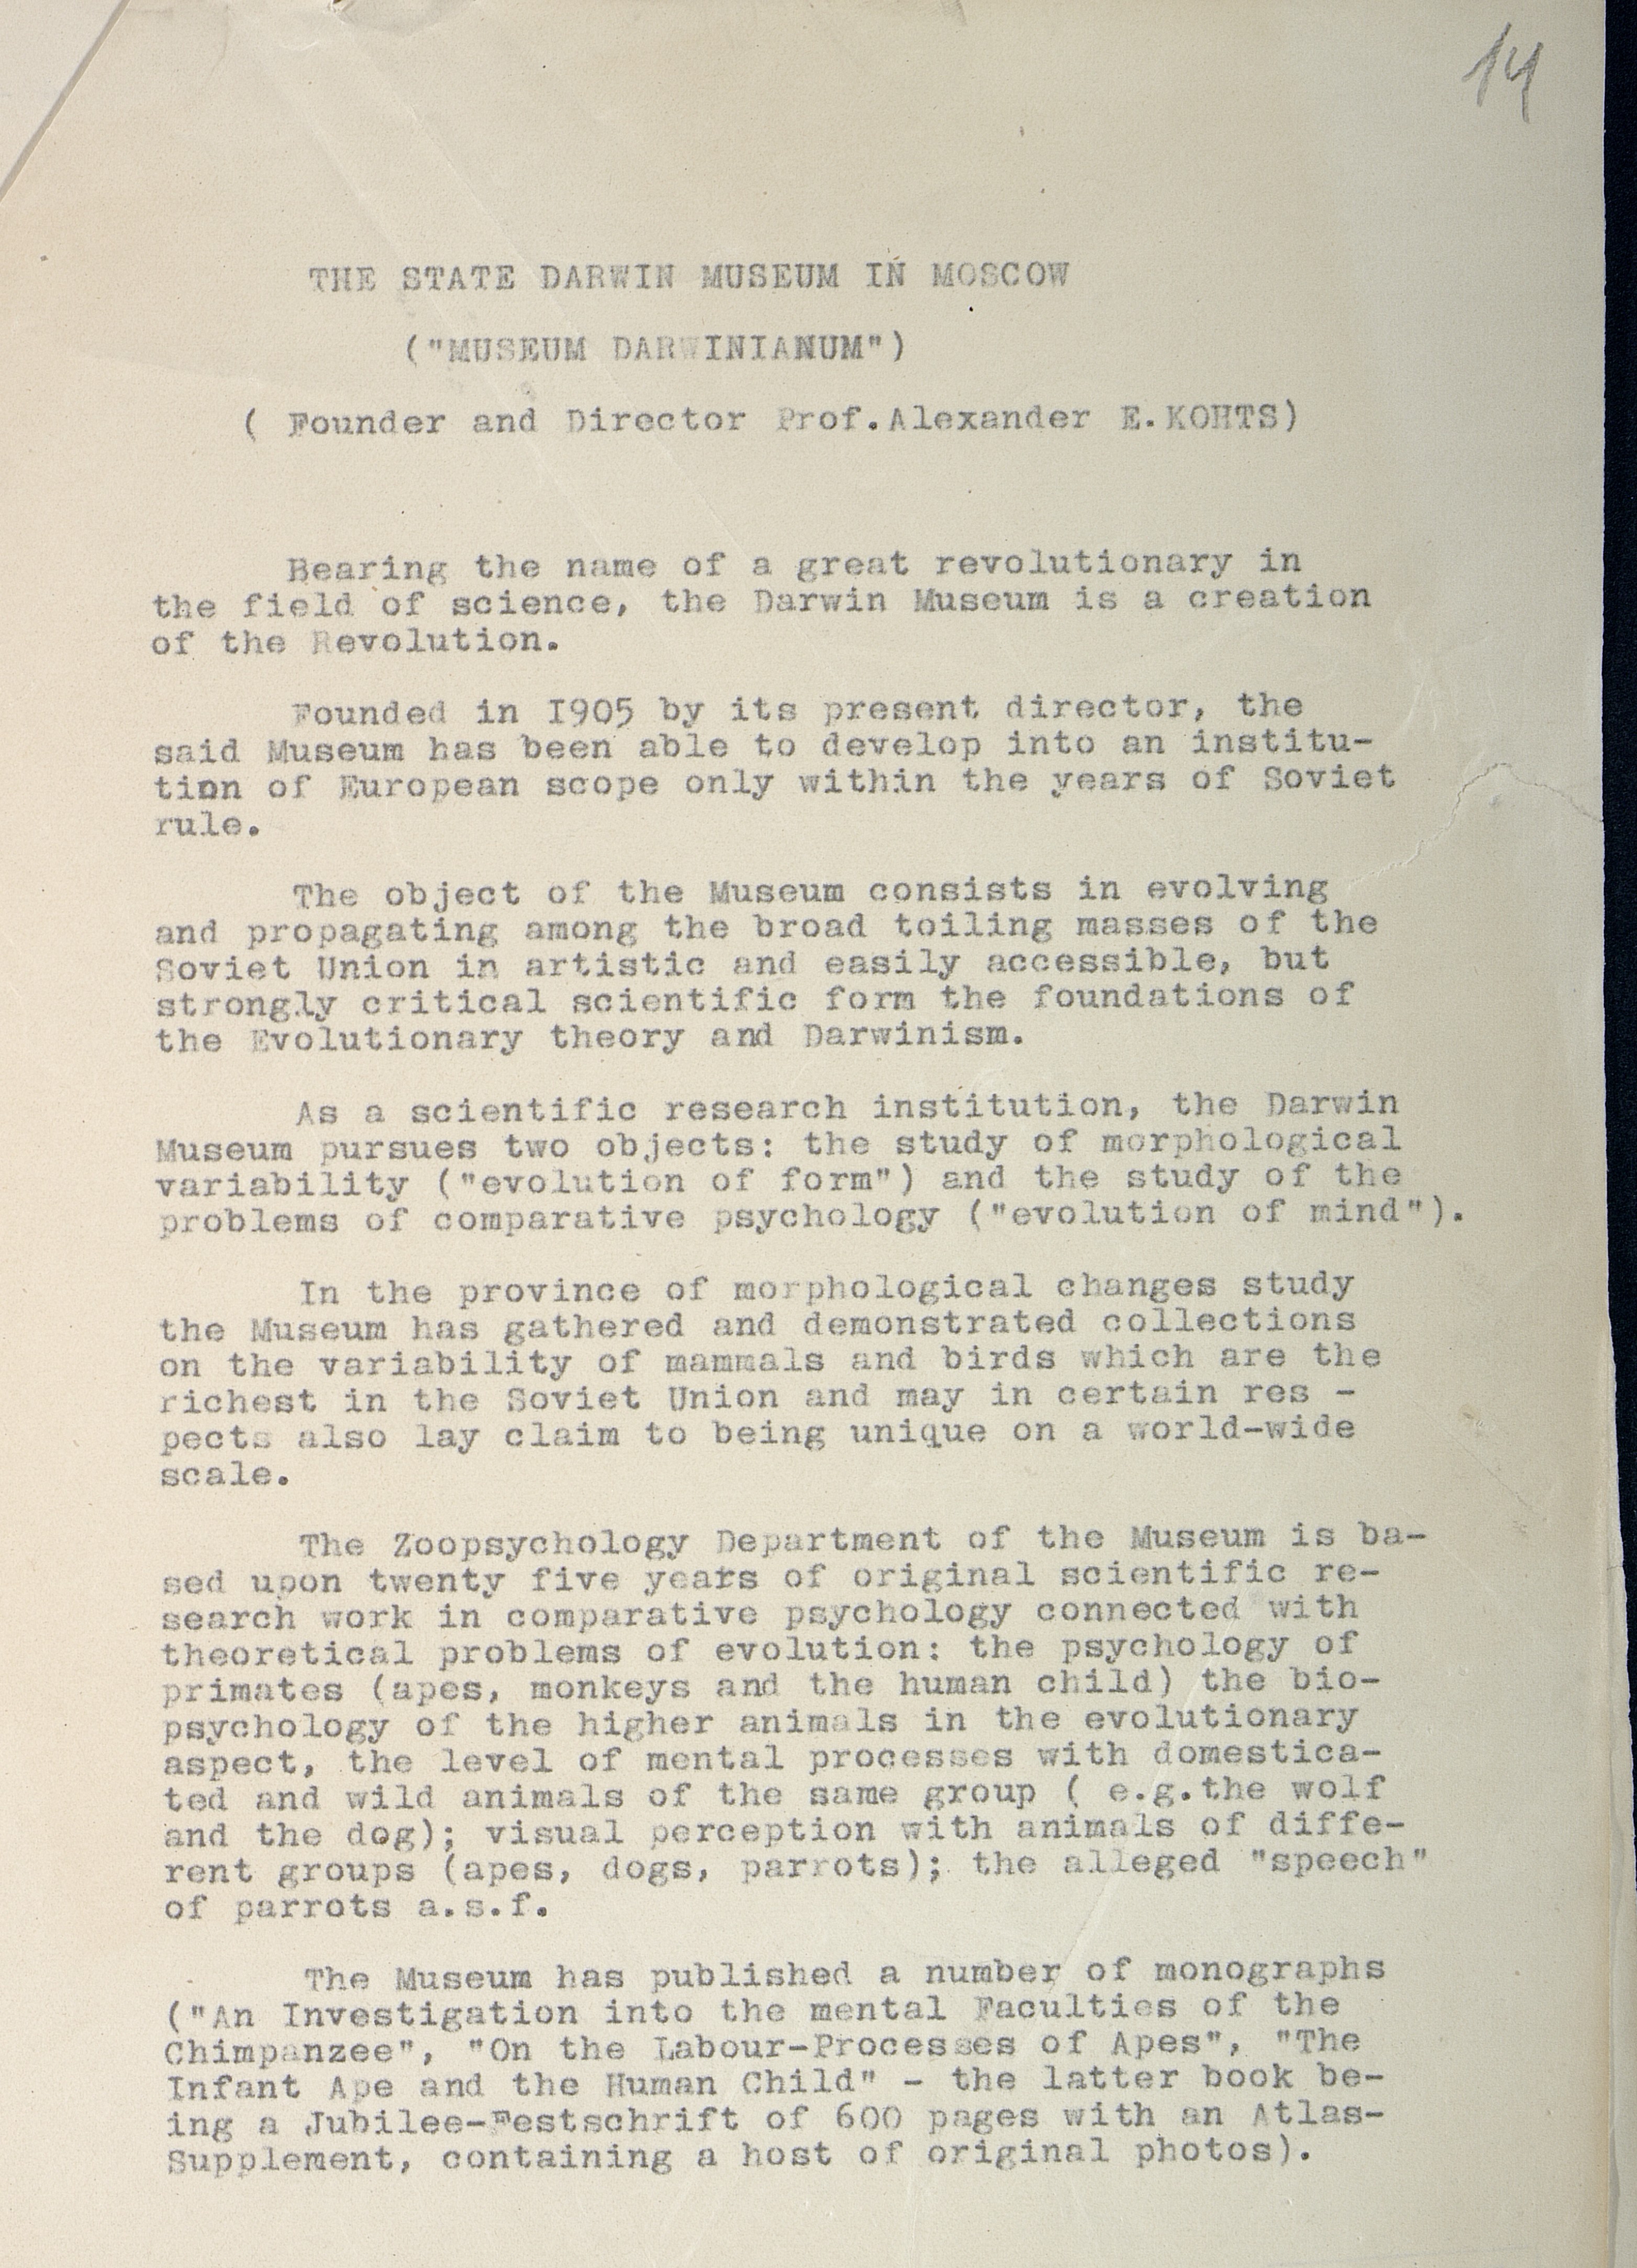 14
THE STATE DARWIN MUSEUM IN MOSCOW
("MUSEUM DARWINIANUM")
( Founder and Director Prof.Alexander E.KOHTS)
Bearing the name of a great revolutionary in
the field of science, the Darwin Museum is a creation
of the Revolution.
Founded in I905 by its present director, the
said Museum has been able to develop into an institu-
tion of European scope only within the years of Soviet
rule.
The object of the Museum consists in evolving
and propagating among the broad toiling masses of the
Soviet Union in artistic and easily accessible, but
strongly critical scientific form the foundations of
the Evolutionary theory and Darwinism.
As a scientific research institution, the Darwin
Museum pursues two objects: the study of morphological
variability ("evolution of form") and the study of the
problems of comparative psychology ("evolution of mind").
In the province of morphological changes study
the Museum has gathered and demonstrated collections
on the variability of mammals and birds which are the
richest in the Soviet Union and may in certain res -
pects also lay claim to being unique on a world-wide
scale.
The Zoopsychology Department of the Museum is ba-
sed upon twenty five years of original scientific re-
search work in comparative psychology connected with
theoretical problems of evolution: the psychology of
primates (apes, monkeys and the human child) the bio-
psychology of the higher animals in the evolutionary
aspect, the level of mental processes with domestica-
ted and wild animals of the same group ( e.g.the wolf
and the dog); visual perception with animals of diffe-
rent groups (apes, dogs, parrots); the alleged "speech"
of parrots a.s.f.
The Museum has published a number of monographs
("An Investigation into the mental Faculties of the
Chimpanzee", "On the Labour-Processes of Apes", "The
Infant Ape and the Human Child" - the latter book be-
ing a Jubilee-Festschrift of 600 pages with an Atlas-
Supplement, containing a host of original photos).